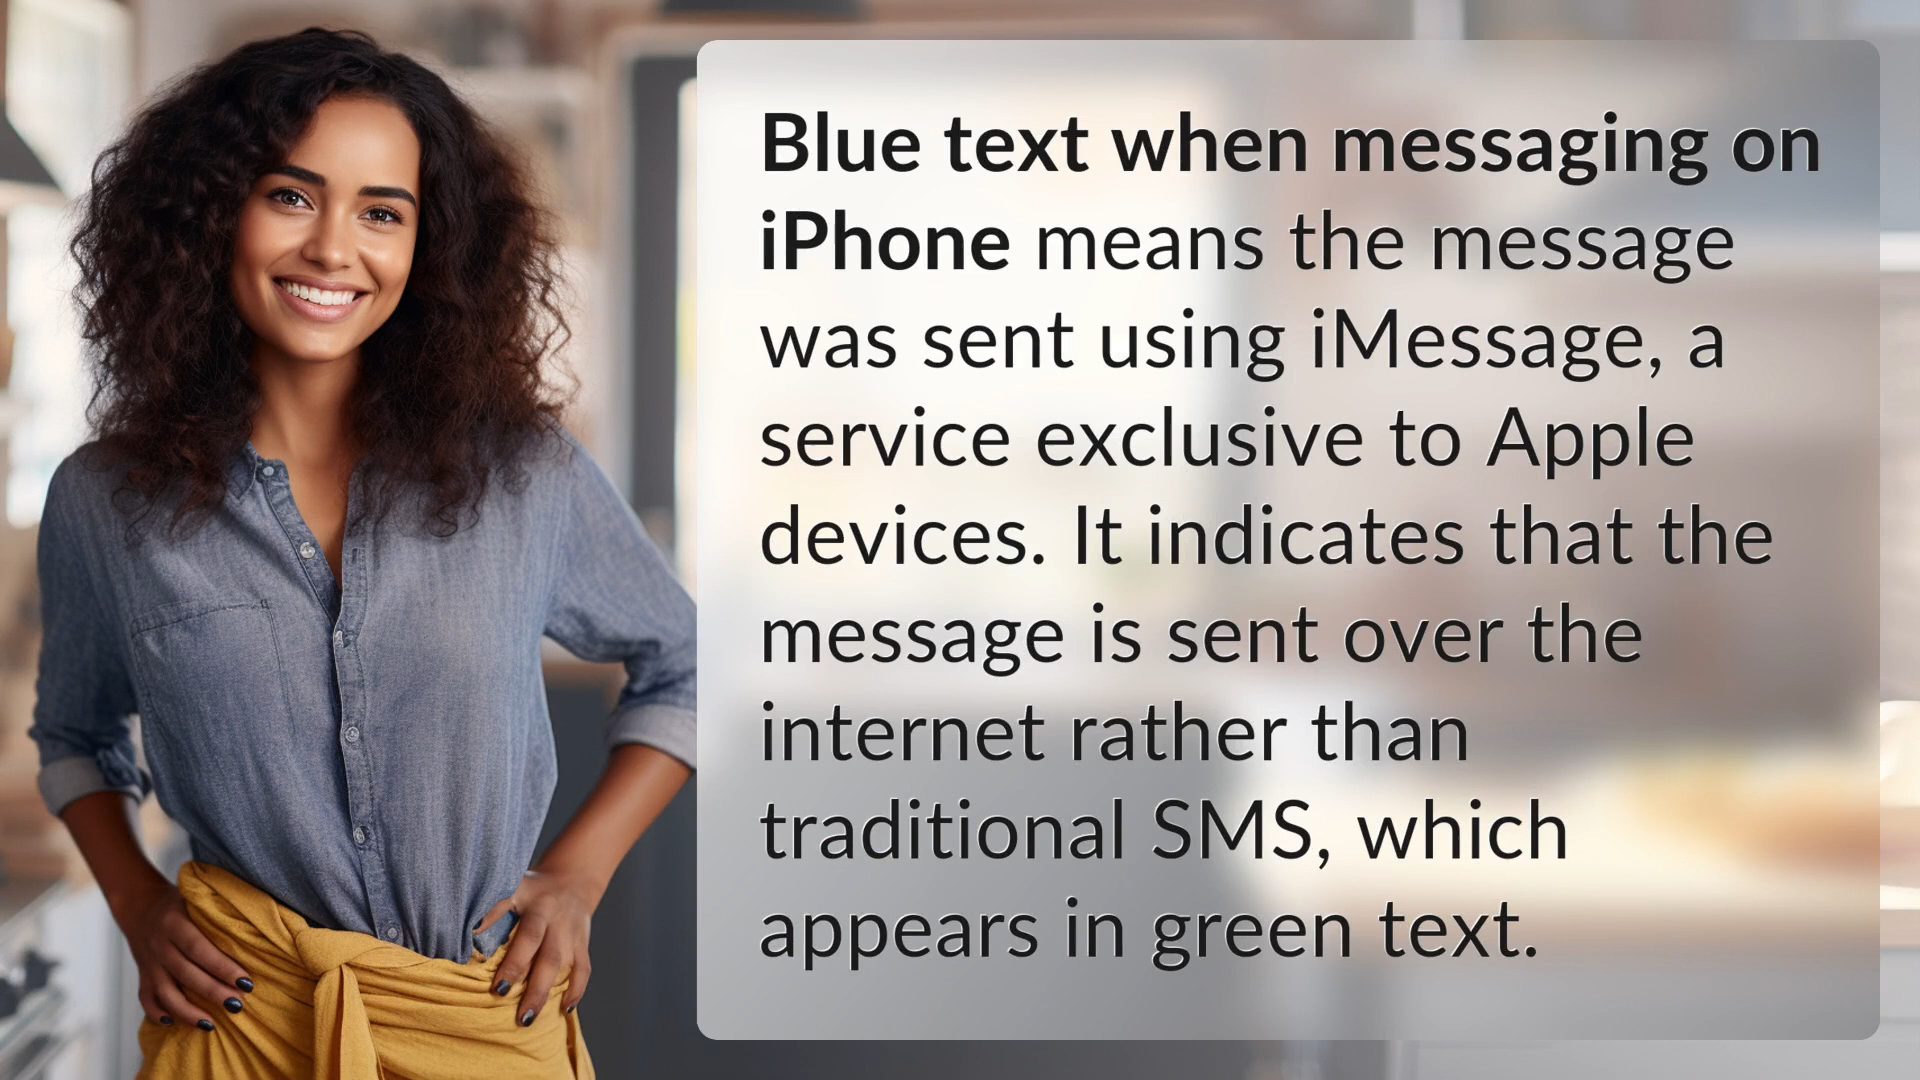 Blue text when messaging on
iPhone means the message
was sent using iMessage, a
service exclusive to Apple
devices. It indicates that the
message is sent over the
internet rather than
traditional SMS, which
appears in green text.